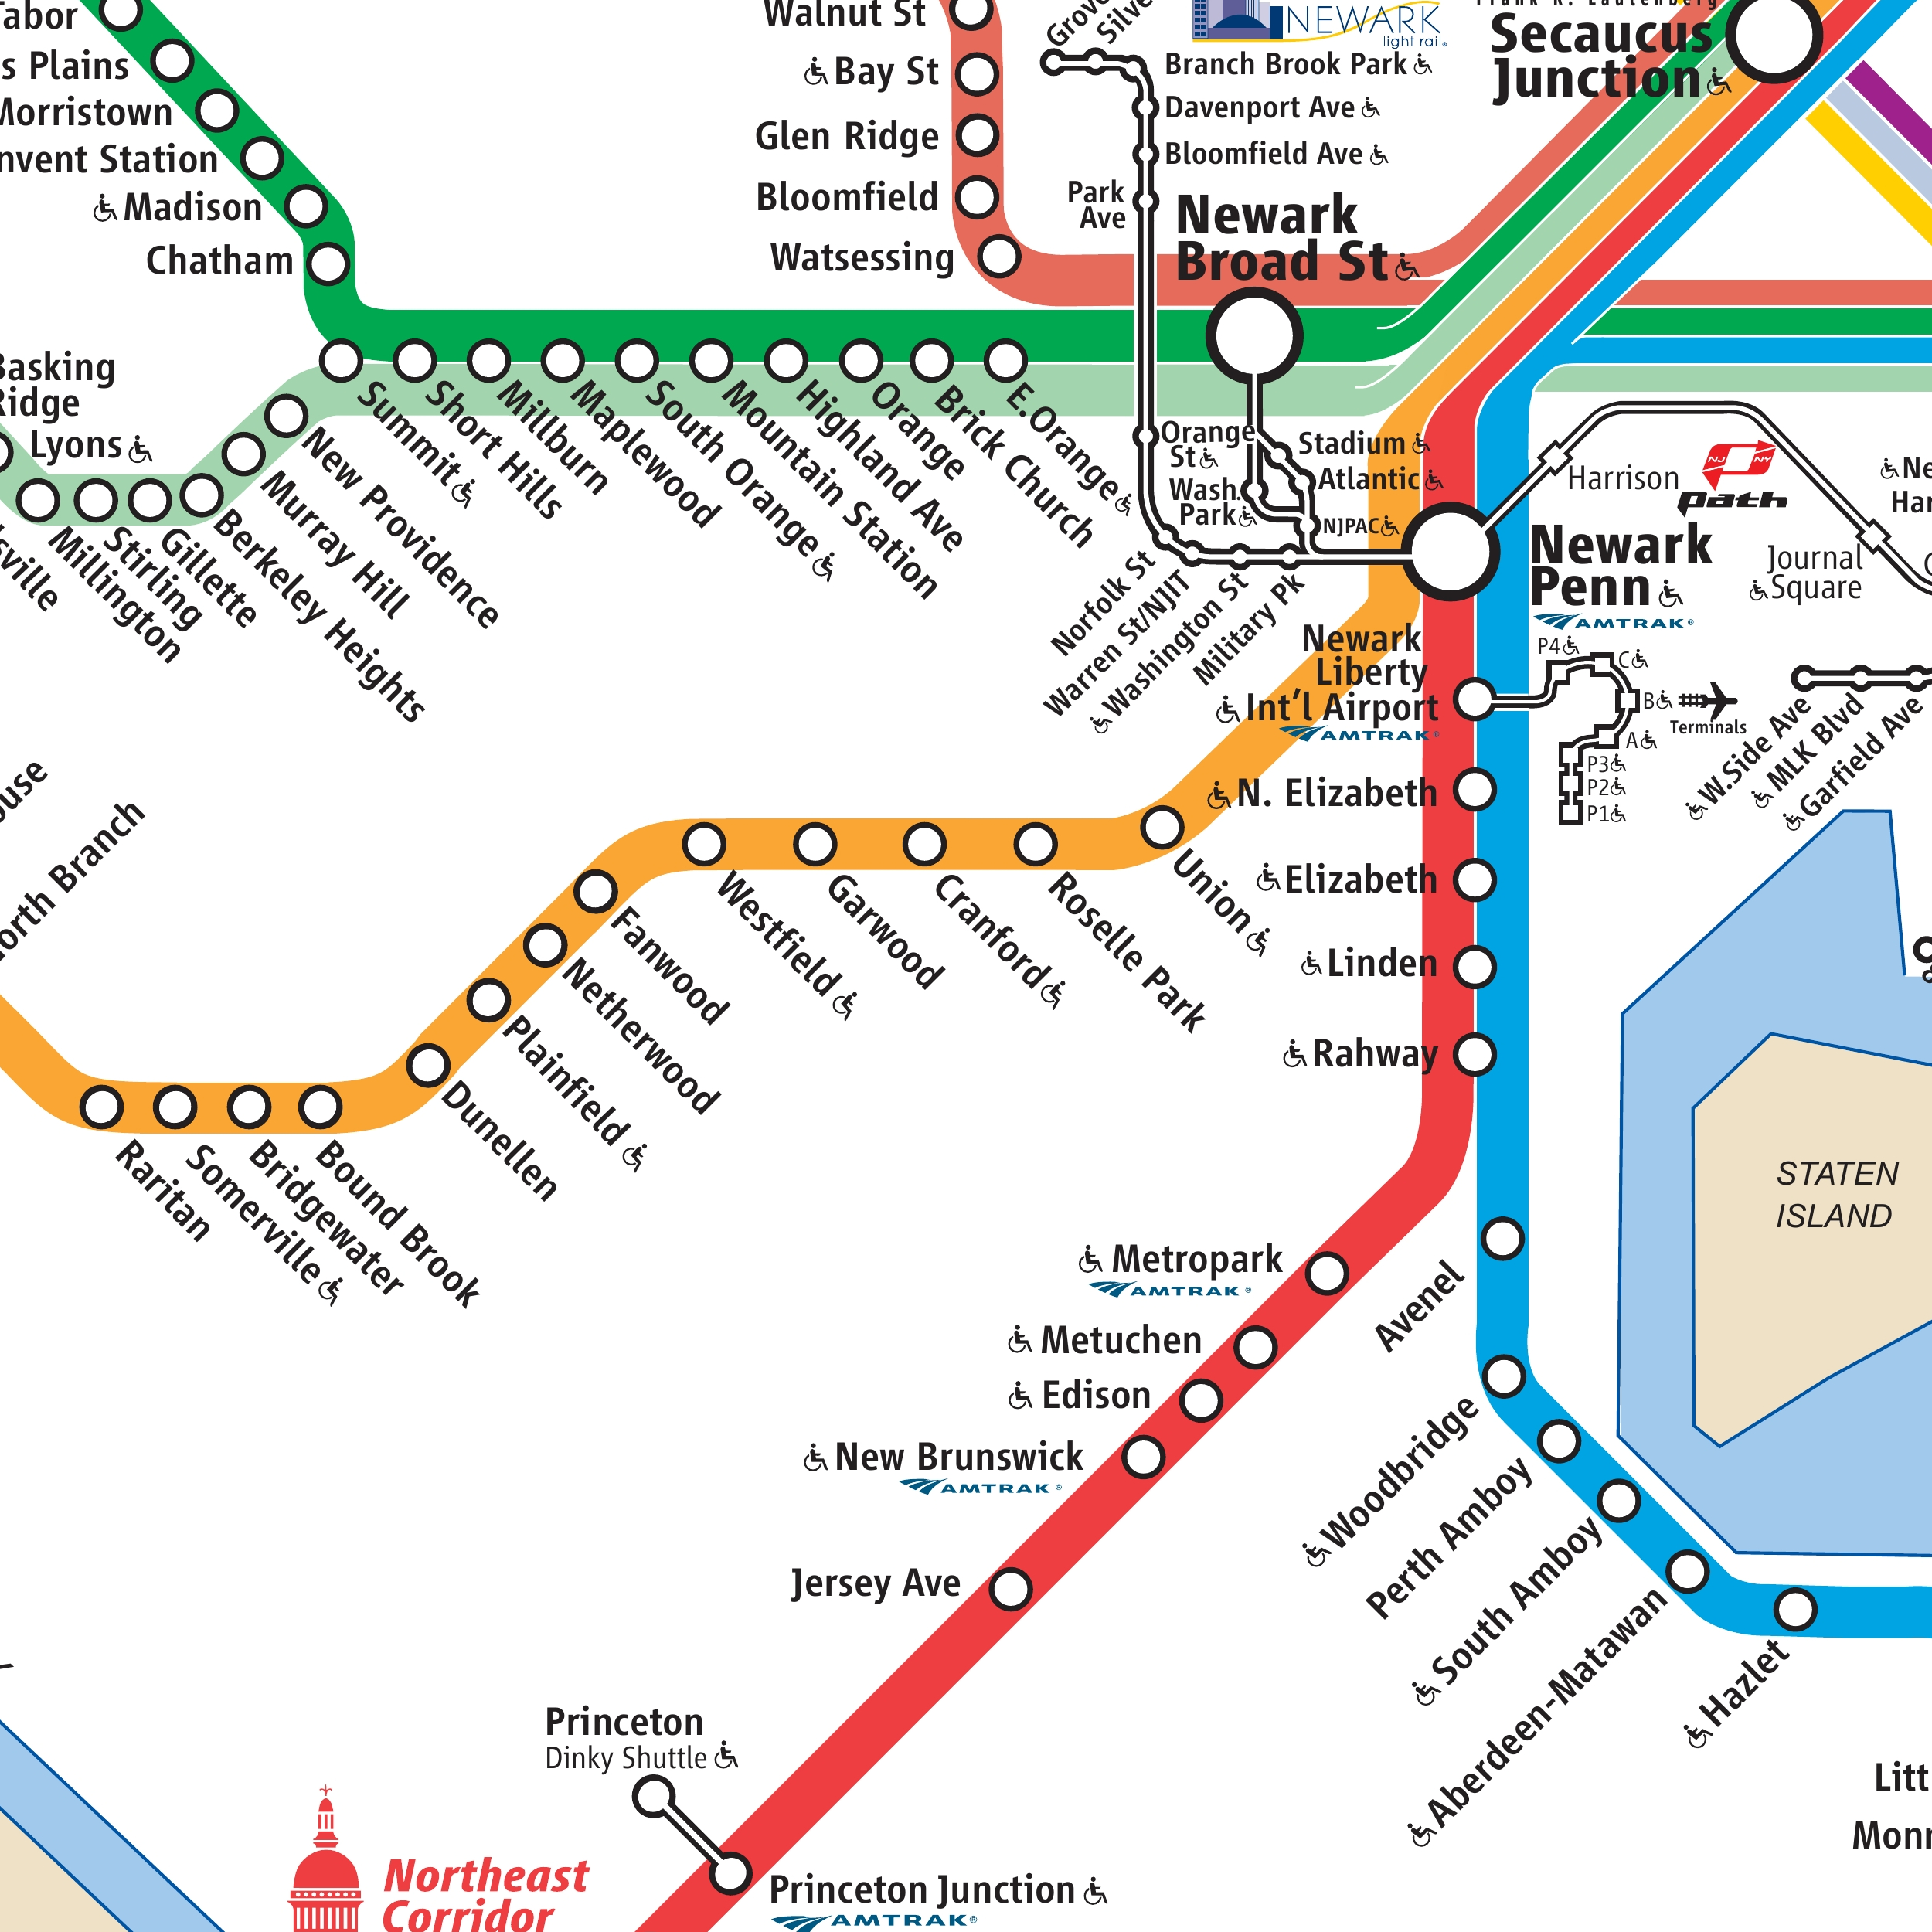 Tabor
s Plains
Morristown
nvent Station
Madison
Chatham
Walnut St
Bay St
Glen Ridge
Bloomfield
Watsessing
Grove
Silve
NEWARK
light rail®
Branch Brook Park
Davenport Ave
Bloomfield Ave
Park
Ave
Newark
Broad St
Frank R. Lautenberg
Secaucus
Junction
Basking
Ridge
Lyons
sville
Millington
Stirling
Gillette
Berkeley Heights
Murray Hill
New Providence
Summit
Short Hills
Millburn
Maplewood
South Orange
Mountain Station
Highland Ave
Orange
Brick Church
E.Orange
Orange
St
Wash.
Park
Stadium
Atlantic
NJPAC
Norfolk St
Warren St/NJIT
Washington St
Military Pk
Harrison
NJ NY
path
Journal
Square
Ne
Har
Newark
Penn
AMTRAK®
Newark
Liberty
Int'l Airport
AMTRAK®
P4
C
B
A
P3
P2
P1
Terminals
W.Side Ave
MLK Blvd
Garfield Ave
N. Elizabeth
Elizabeth
Linden
Rahway
ouse
orth Branch
Raritan
Somerville
Bridgewater
Bound Brook
Dunellen
Plainfield
Netherwood
Fanwood
Westfield
Garwood
Cranford
Roselle Park
Union
STATEN
ISLAND
Metropark
AMTRAK®
Metuchen
Edison
New Brunswick
AMTRAK®
Jersey Ave
Avenel
Woodbridge
Perth Amboy
South Amboy
Aberdeen-Matawan
Hazlet
Litt
Monm
Princeton
Dinky Shuttle
Princeton Junction
AMTRAK®
Northeast
Corridor